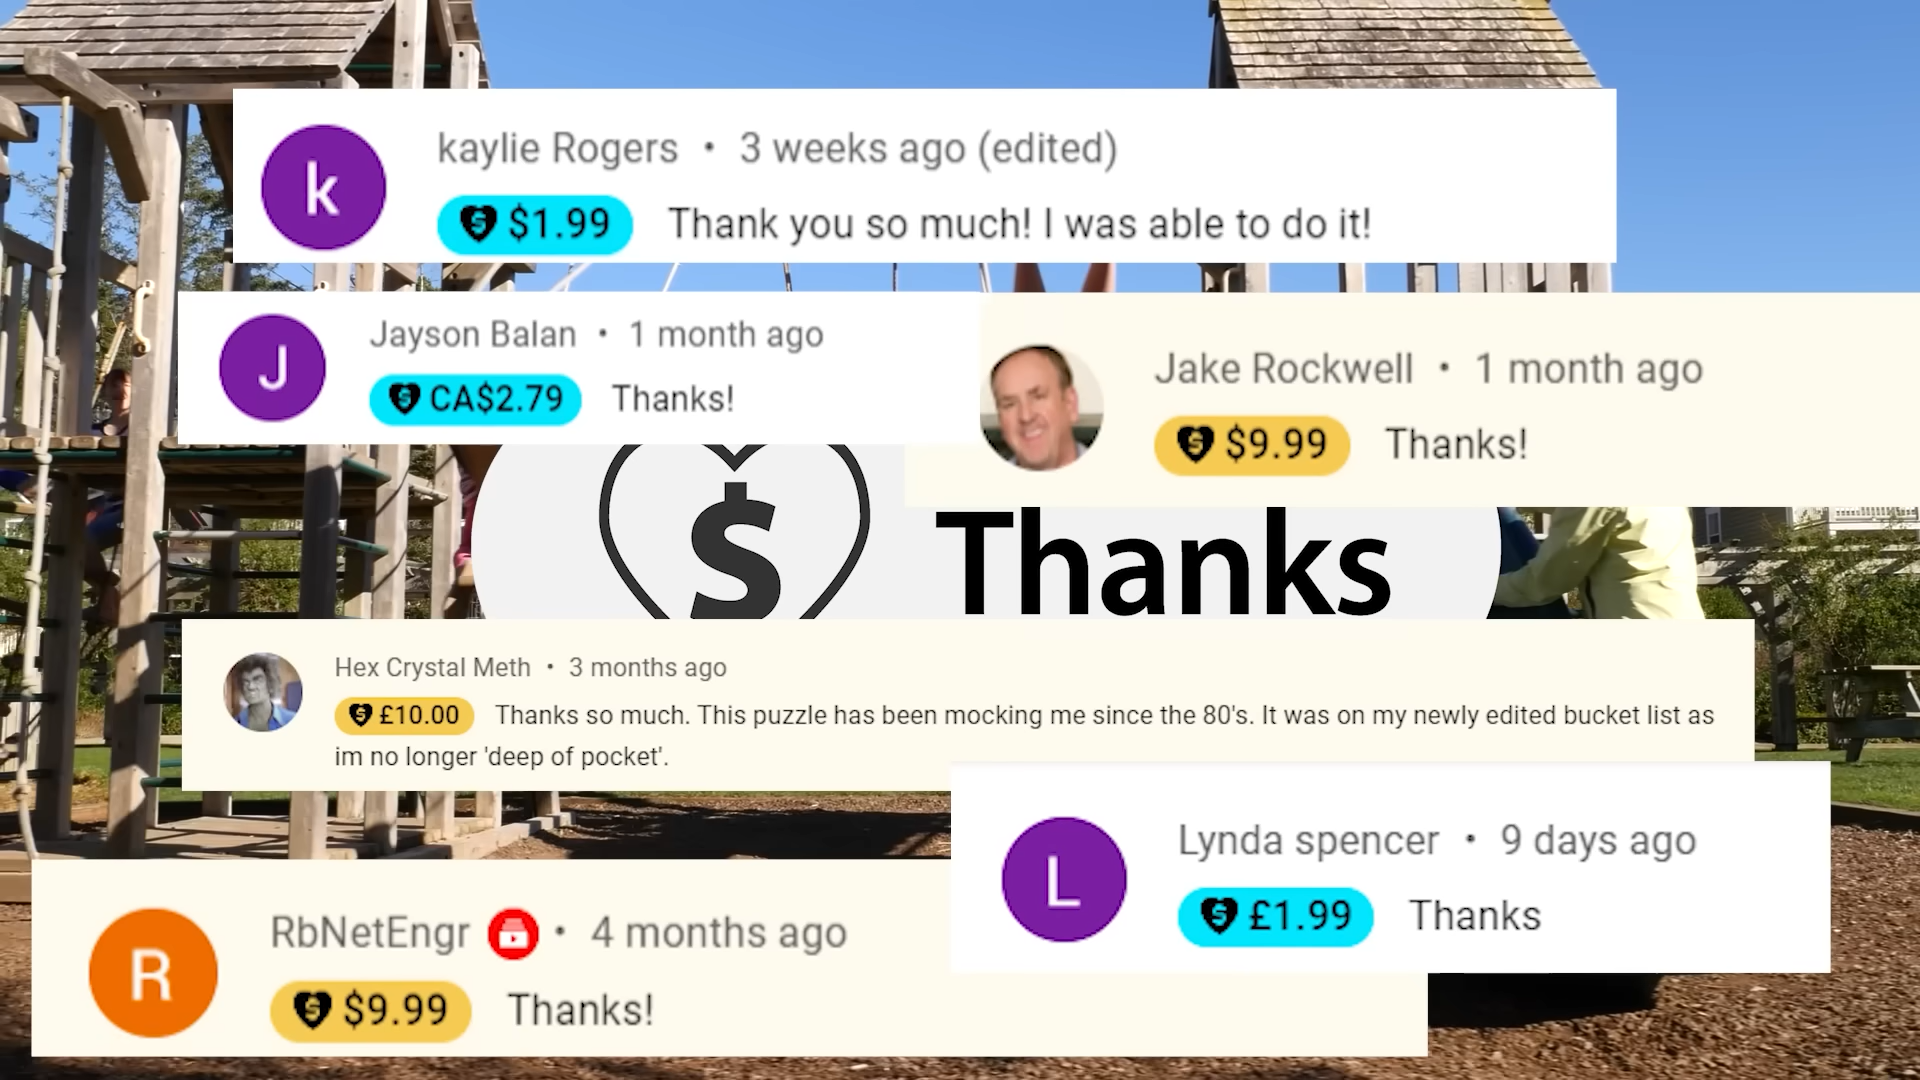 k
kaylie Rogers • 3 weeks ago (edited)
$ $1.99 Thank you so much! I was able to do it!
J
Jayson Balan • 1 month ago
$ CA$2.79 Thanks!
Jake Rockwell • 1 month ago
$ $9.99 Thanks!
$ Thanks
Hex Crystal Meth • 3 months ago
$ £10.00 Thanks so much. This puzzle has been mocking me since the 80's. It was on my newly edited bucket list as
im no longer 'deep of pocket'.
L
Lynda spencer • 9 days ago
$ £1.99 Thanks
R
RbNetEngr • 4 months ago
$ $9.99 Thanks!